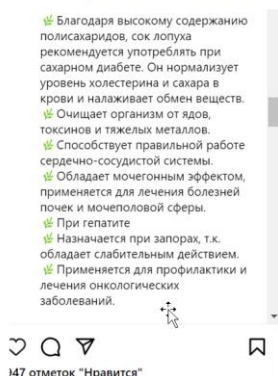 Благодаря высокому содержанию
полисахаридов, сок лопуха
рекомендуется употреблять при
сахарном диабете. Он нормализует
уровень холестерина и сахара в
крови и налаживает обмен веществ.
Очищает организм от ядов,
токсинов и тяжелых металлов.
Способствует правильной работе
сердечно-сосудистой системы.
Обладает мочегонным эффектом,
применяется для лечения болезней
почек и мочеполовой сферы.
При гепатите
Назначается при запорах, т.к.
обладает слабительным действием.
Применяется для профилактики и
лечения онкологических
заболеваний.
947 отметок "Нравится"